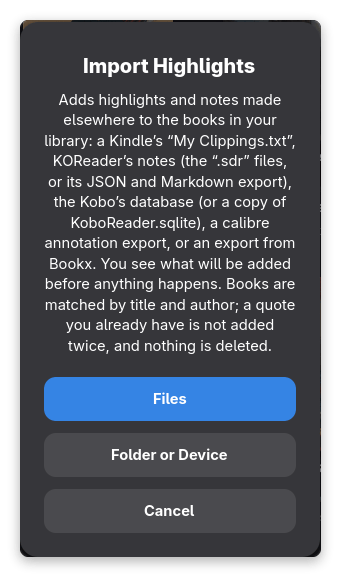 Import Highlights
Adds highlights and notes made
elsewhere to the books in your
library: a Kindle’s “My Clippings.txt”,
KOReader’s notes (the “.sdr” files,
or its JSON and Markdown export),
the Kobo’s database (or a copy of
KoboReader.sqlite), a calibre
annotation export, or an export from
Bookx. You see what will be added
before anything happens. Books are
matched by title and author; a quote
you already have is not added
twice, and nothing is deleted.
Files
Folder or Device
Cancel